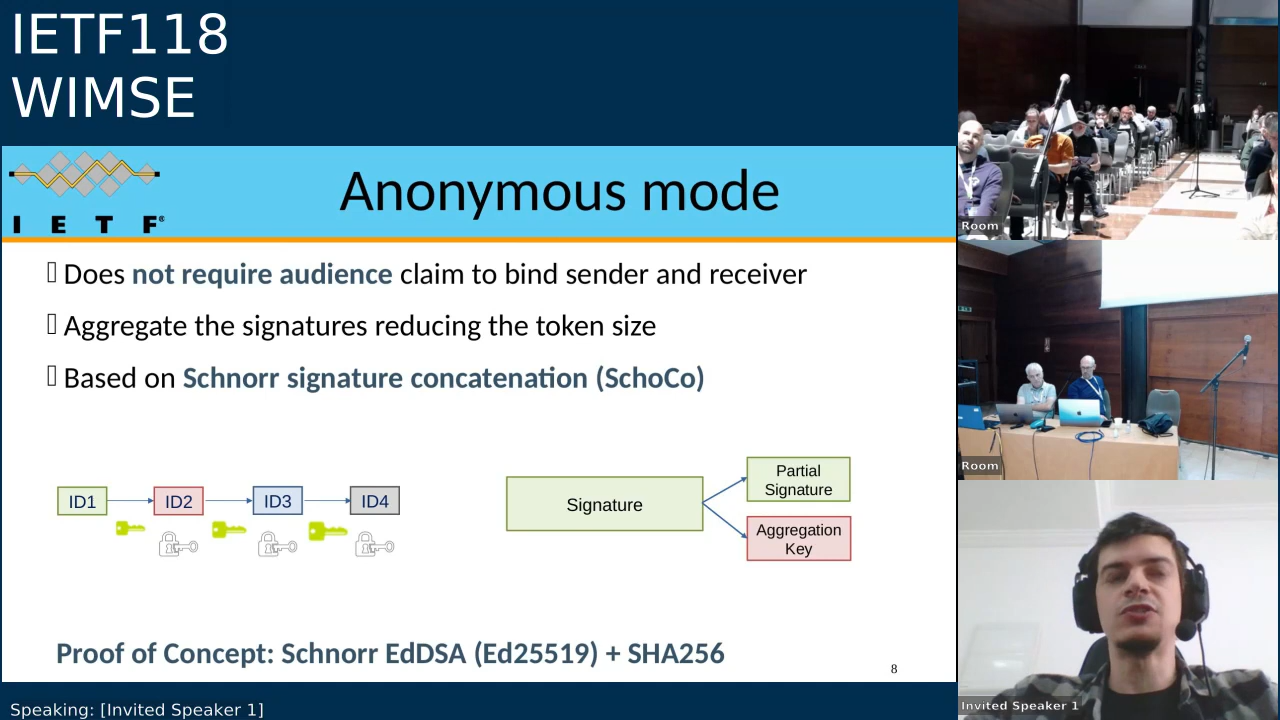 IETF118
WIMSE
I E T F®
Anonymous mode
Does not require audience claim to bind sender and receiver
Aggregate the signatures reducing the token size
Based on Schnorr signature concatenation (SchoCo)
ID1
ID2
ID3
ID4
Signature
Partial
Signature
Aggregation
Key
Proof of Concept: Schnorr EdDSA (Ed25519) + SHA256
8
Speaking: [Invited Speaker 1]
Room
Room
Invited Speaker 1